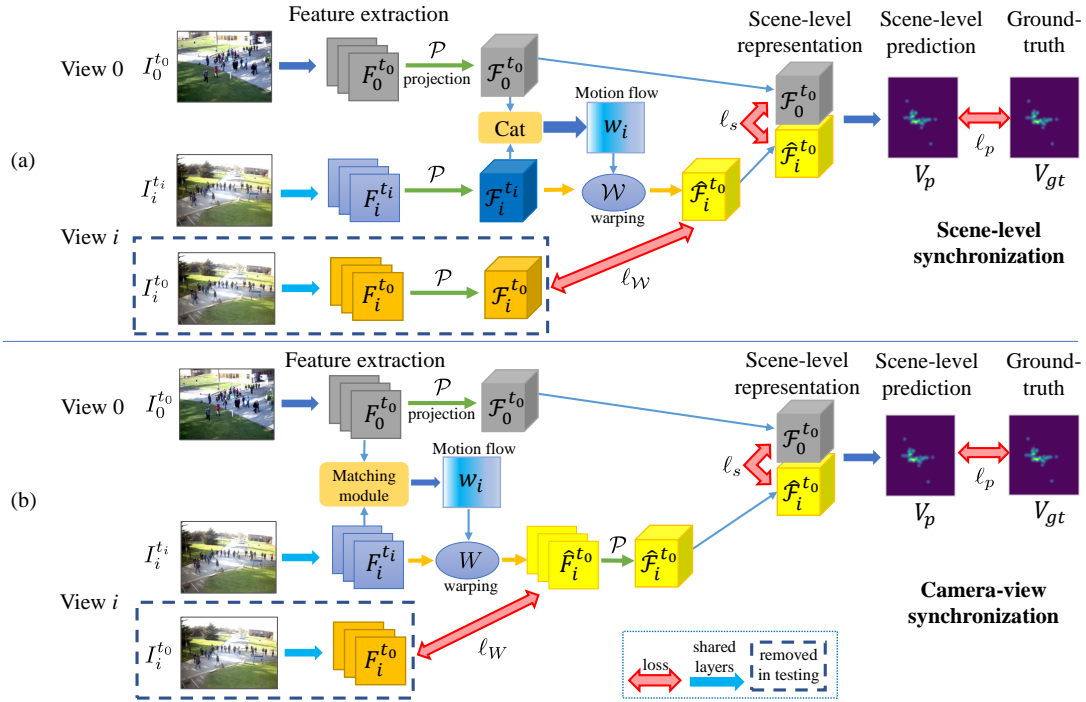 Feature extraction
Scene-level representation
Scene-level prediction
Ground-truth
View 0
I_0^{t_0}
F_0^{t_0}
𝒫
projection
ℱ_0^{t_0}
Motion flow
Cat
w_i
ℓ_s
ℱ_0^{t_0}
ℱ̂_i^{t_0}
ℓ_p
V_p
V_{gt}
(a)
I_i^{t_i}
F_i^{t_i}
𝒫
ℱ_i^{t_i}
𝒲
warping
ℱ̂_i^{t_0}
View i
I_i^{t_0}
F_i^{t_0}
𝒫
ℱ_i^{t_0}
ℓ_𝒲
Scene-level
synchronization
Feature extraction
Scene-level representation
Scene-level prediction
Ground-truth
View 0
I_0^{t_0}
F_0^{t_0}
𝒫
projection
ℱ_0^{t_0}
Motion flow
Matching
module
w_i
ℓ_s
ℱ_0^{t_0}
ℱ̂_i^{t_0}
ℓ_p
V_p
V_{gt}
(b)
I_i^{t_i}
F_i^{t_i}
W
warping
F̂_i^{t_0}
𝒫
ℱ̂_i^{t_0}
View i
I_i^{t_0}
F_i^{t_0}
ℓ_W
Camera-view
synchronization
loss
shared
layers
removed
in testing